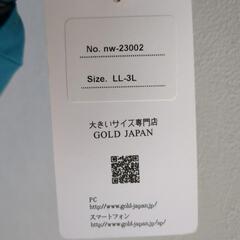 No. nw-23002
Size. LL-3L
大きいサイズ専門店
GOLD JAPAN
PC
http://www.gold-japan.jp/
スマートフォン
http://www.gold-japan.jp/sp/